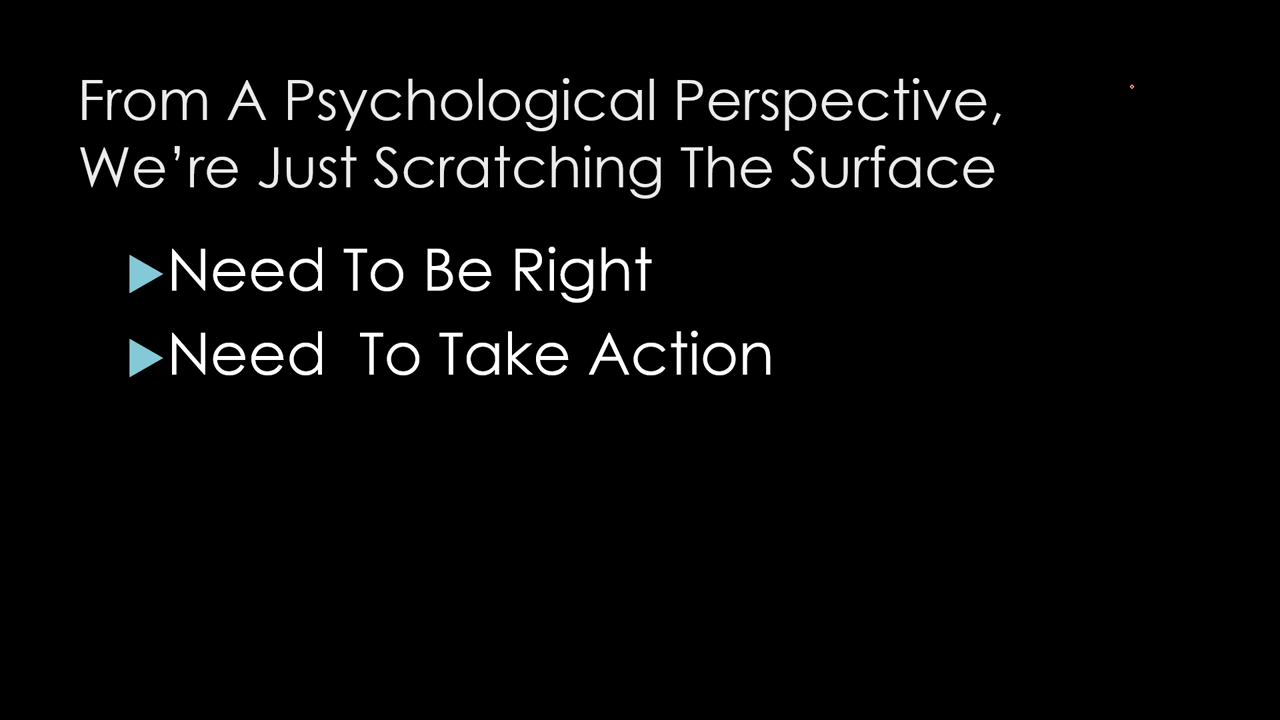 From A Psychological Perspective,
We’re Just Scratching The Surface
Need To Be Right
Need  To Take Action